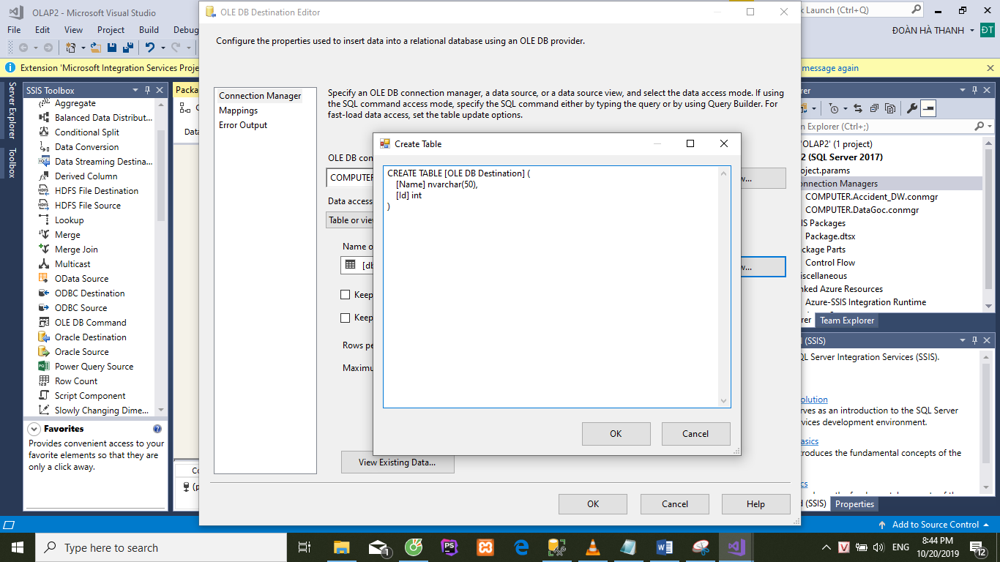 OLAP2 - Microsoft Visual Studio
OLE DB Destination Editor
Launch (Ctrl+Q)
File Edit View Project Build Debug
ĐOÀN HÀ THANH
ĐT
Configure the properties used to insert data into a relational database using an OLE DB provider.
Extension 'Microsoft Integration Services Proje
message again
Server Explorer
Toolbox
SSIS Toolbox
Aggregate
Balanced Data Distribut...
Conditional Split
Data Conversion
Data Streaming Destina...
Derived Column
HDFS File Destination
HDFS File Source
Lookup
Merge
Merge Join
Multicast
OData Source
ODBC Destination
ODBC Source
OLE DB Command
Oracle Destination
Oracle Source
Power Query Source
Row Count
Script Component
Slowly Changing Dime...
Favorites
Provides convenient access to your
favorite elements so that they are
only a click away.
Packa
Data
Connection Manager
Mappings
Error Output
Specify an OLE DB connection manager, a data source, or a data source view, and select the data access mode. If using
the SQL command access mode, specify the SQL command either by typing the query or by using Query Builder. For
fast-load data access, set the table update options.
OLE DB con
COMPUTER
Data access
Table or view
Name o
[db
Keep
Keep
Rows pe
Maximu
w...
w...
View Existing Data...
OK Cancel Help
Create Table
CREATE TABLE [OLE DB Destination] (
[Name] nvarchar(50),
[Id] int
)
OK Cancel
rer
n Explorer (Ctrl+;)
'OLAP2' (1 project)
2 (SQL Server 2017)
oject.params
onnection Managers
COMPUTER.Accident_DW.conmgr
COMPUTER.DataGoc.conmgr
IS Packages
Package.dtsx
ckage Parts
Control Flow
iscellaneous
nked Azure Resources
Azure-SSIS Integration Runtime
rer Team Explorer
(SSIS)
QL Server Integration Services (SSIS).
olution
rves as an introduction to the SQL Server
vices development environment.
asics
roduces the fundamental concepts of the
cs
(SSIS) Properties
Add to Source Control
Type here to search
ENG
8:44 PM
10/20/2019
12